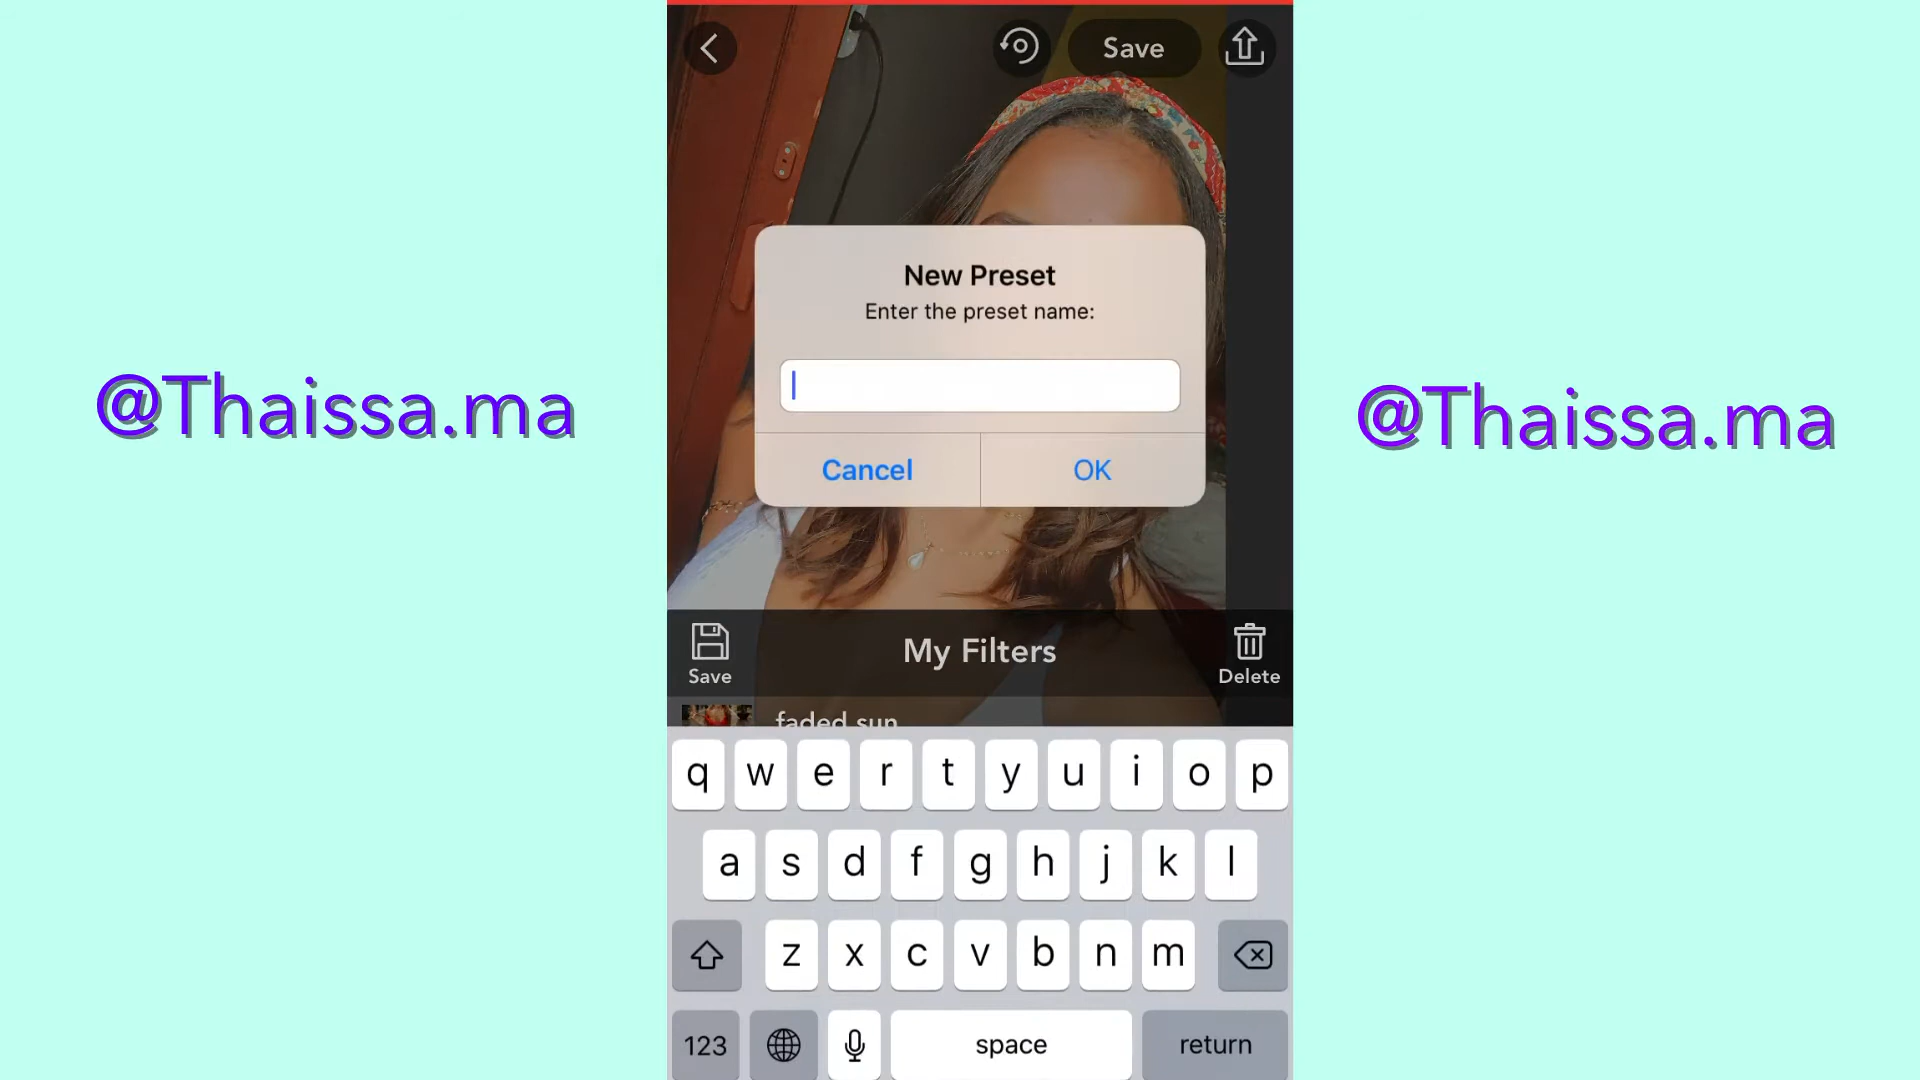 Save
New Preset
Enter the preset name:
@Thaissa.ma
@Thaissa.ma
Cancel
OK
Save
My Filters
Delete
faded sun
q w e r t y u i o p
a s d f g h j k l
z x c v b n m
123
space
return